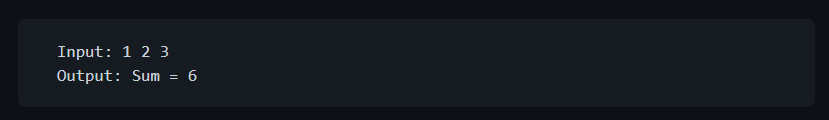 Input: 1 2 3
Output: Sum = 6